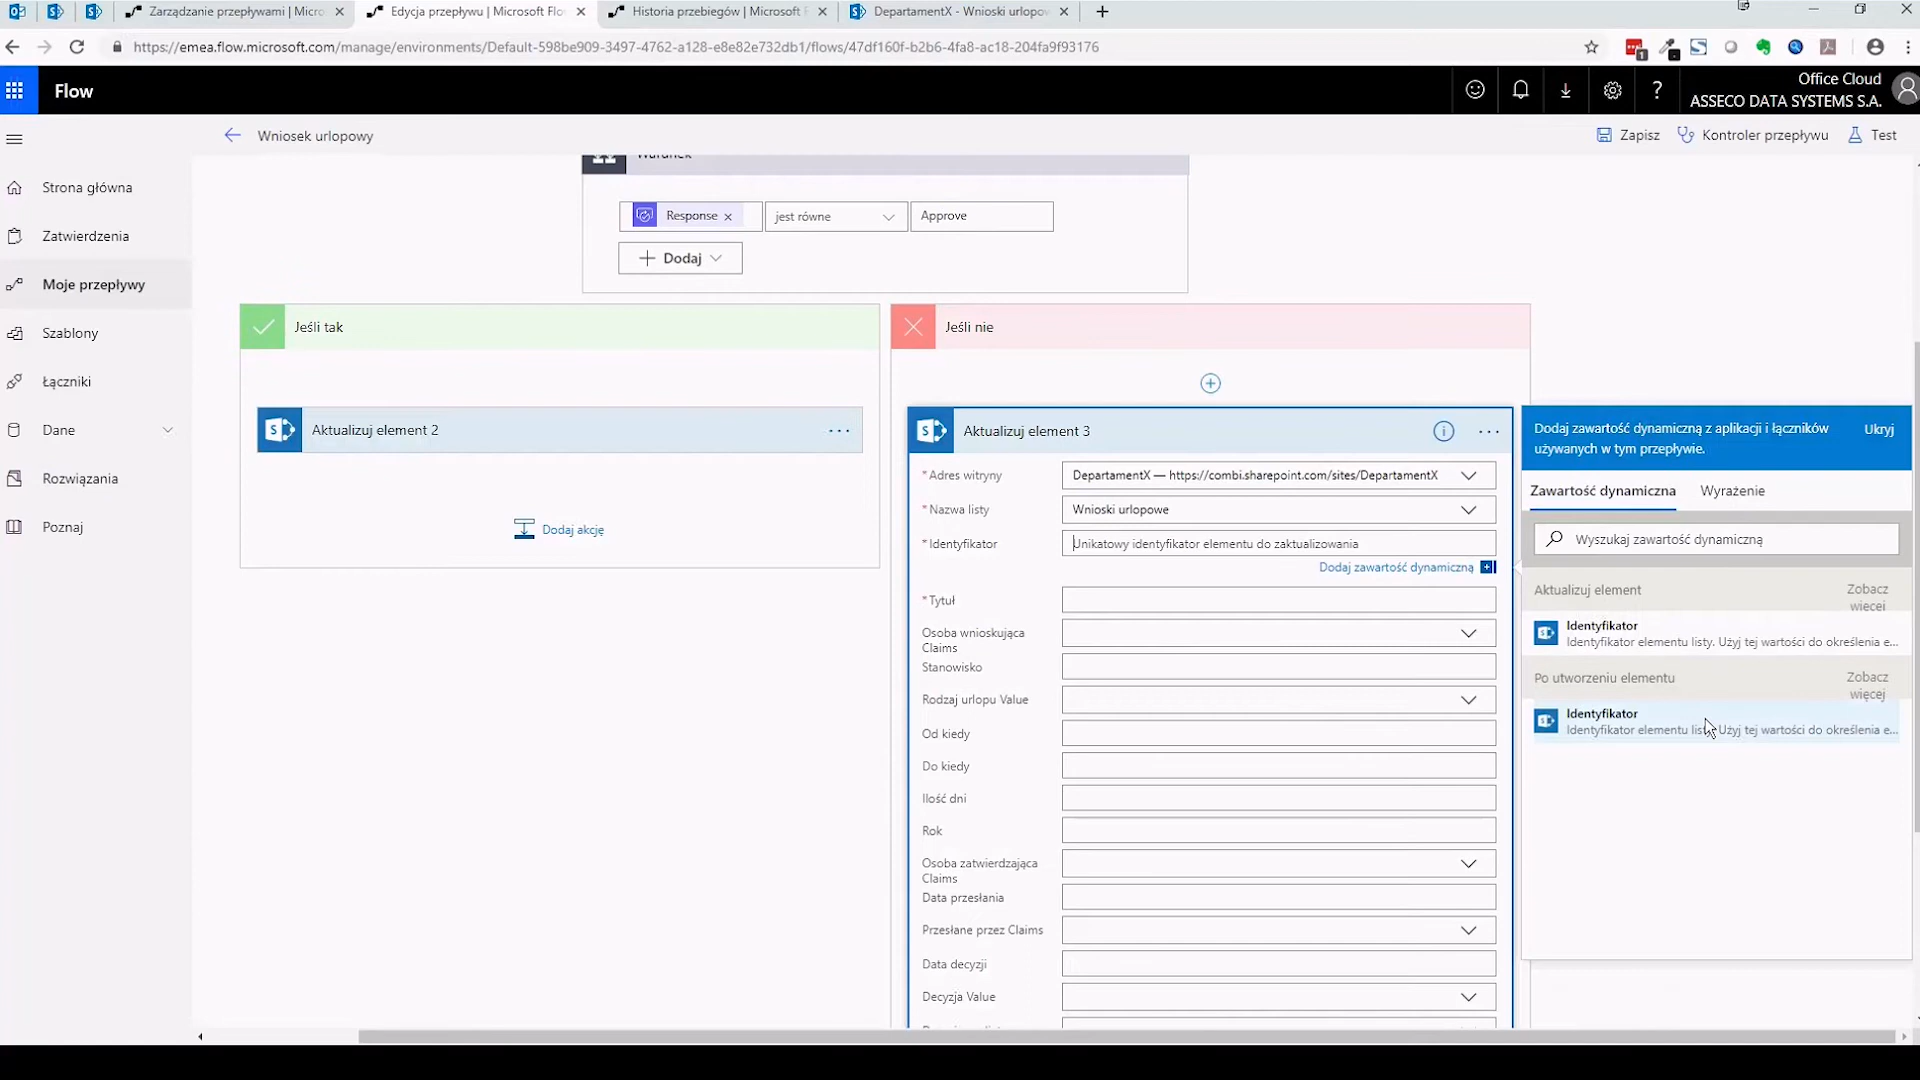 Zarządzanie przepływami | Micro
Edycja przepływu | Microsoft Flo
Historia przebiegów | Microsoft F
DepartamentX - Wnioski urlopow
https://emea.flow.microsoft.com/manage/environments/Default-598be909-3497-4762-a128-e8e82e732db1/flows/47df160f-b2b6-4fa8-ac18-204fa9f93176
Flow
Office Cloud
ASSECO DATA SYSTEMS S.A.
Wniosek urlopowy
Zapisz
Kontroler przepływu
Test
Strona główna
Zatwierdzenia
Moje przepływy
Szablony
Łączniki
Dane
Rozwiązania
Poznaj
Warunek
Response
jest równe
Approve
Dodaj
Jeśli tak
Jeśli nie
Aktualizuj element 2
Dodaj akcję
Aktualizuj element 3
* Adres witryny
DepartamentX — https://combi.sharepoint.com/sites/DepartamentX
* Nazwa listy
Wnioski urlopowe
* Identyfikator
Unikatowy identyfikator elementu do zaktualizowania
Dodaj zawartość dynamiczną
* Tytuł
Osoba wnioskująca
Claims
Stanowisko
Rodzaj urlopu Value
Od kiedy
Do kiedy
Ilość dni
Rok
Osoba zatwierdzająca
Claims
Data przesłania
Przesłane przez Claims
Data decyzji
Decyzja Value
Dodaj zawartość dynamiczną z aplikacji i łączników
używanych w tym przepływie.
Ukryj
Zawartość dynamiczna
Wyrażenie
Wyszukaj zawartość dynamiczną
Aktualizuj element
Zobacz
więcej
Identyfikator
Identyfikator elementu listy. Użyj tej wartości do określenia e...
Po utworzeniu elementu
Zobacz
więcej
Identyfikator
Identyfikator elementu listy. Użyj tej wartości do określenia e...